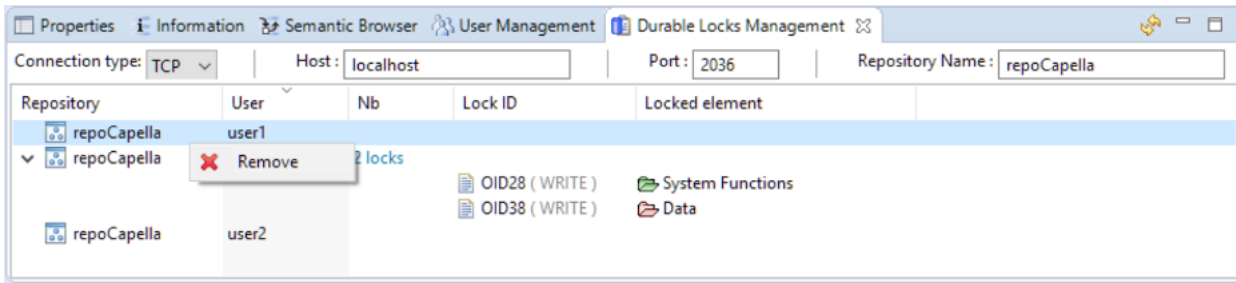 Properties Information Semantic Browser User Management Durable Locks Management
Connection type: TCP Host : localhost Port : 2036 Repository Name : repoCapella
Repository User Nb Lock ID Locked element
repoCapella user1
repoCapella 2 locks
Remove
OID28 ( WRITE ) System Functions
OID38 ( WRITE ) Data
repoCapella user2